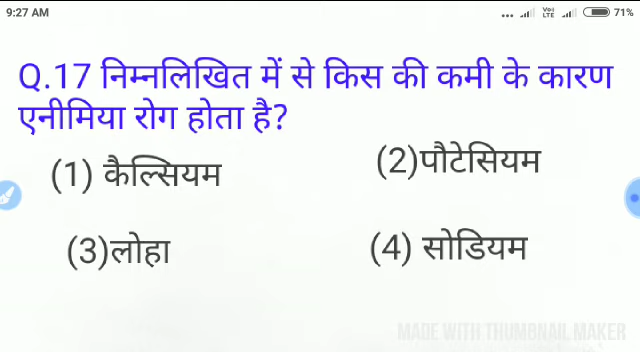 9:27 AM ... VoLTE 71%
Q.17 निम्नलिखित में से किस की कमी के कारण
एनीमिया रोग होता है?
(1) कैल्सियम (2)पौटेसियम
(3)लोहा (4) सोडियम
MADE WITH THUMBNAIL MAKER